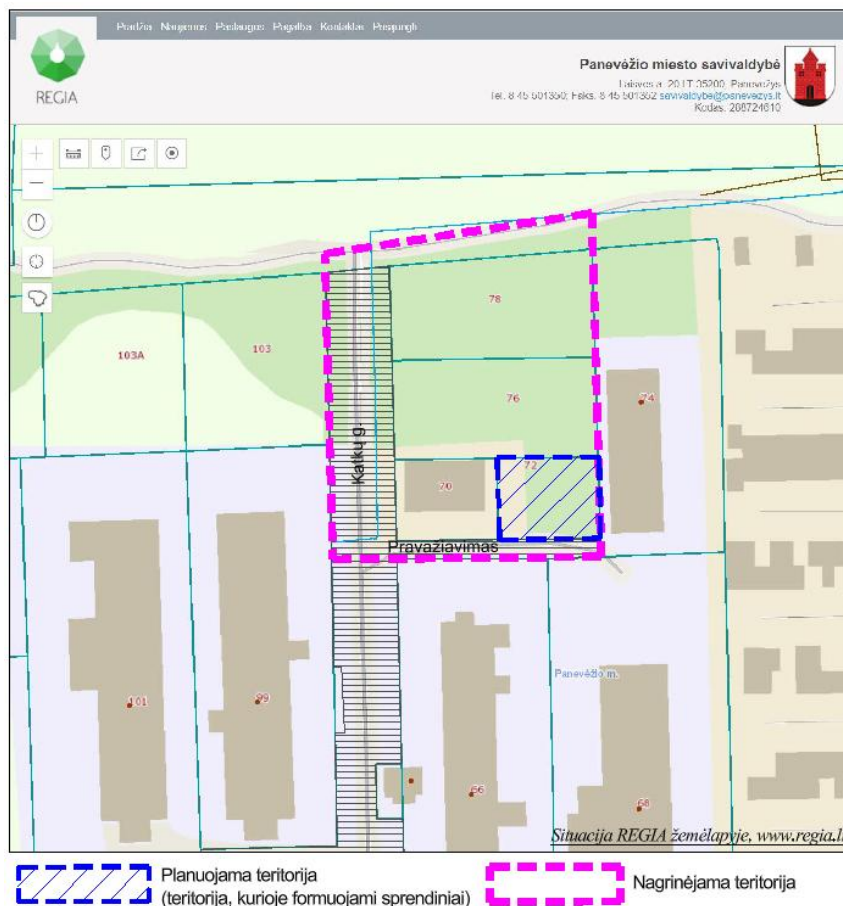 Pradžia Naujienos Paslaugos Pagalba Kontaktas Prisijungti
REGIA
Panevėžio miesto savivaldybė
Laisvės a. 20 LT-35200, Panevėžys
Tel. 8 45 501350; Faks. 8 45 501352 savivaldybe@panevezys.lt
Kodas: 288724610
78
103A
103
76
74
Katkų g.
72
70
Pravažiavimas
Panevėžio m.
101
99
66
68
Situacija REGIA žemėlapyje, www.regia.l
Planuojama teritorija
(teritorija, kurioje formuojami sprendiniai)
Nagrinėjama teritorija